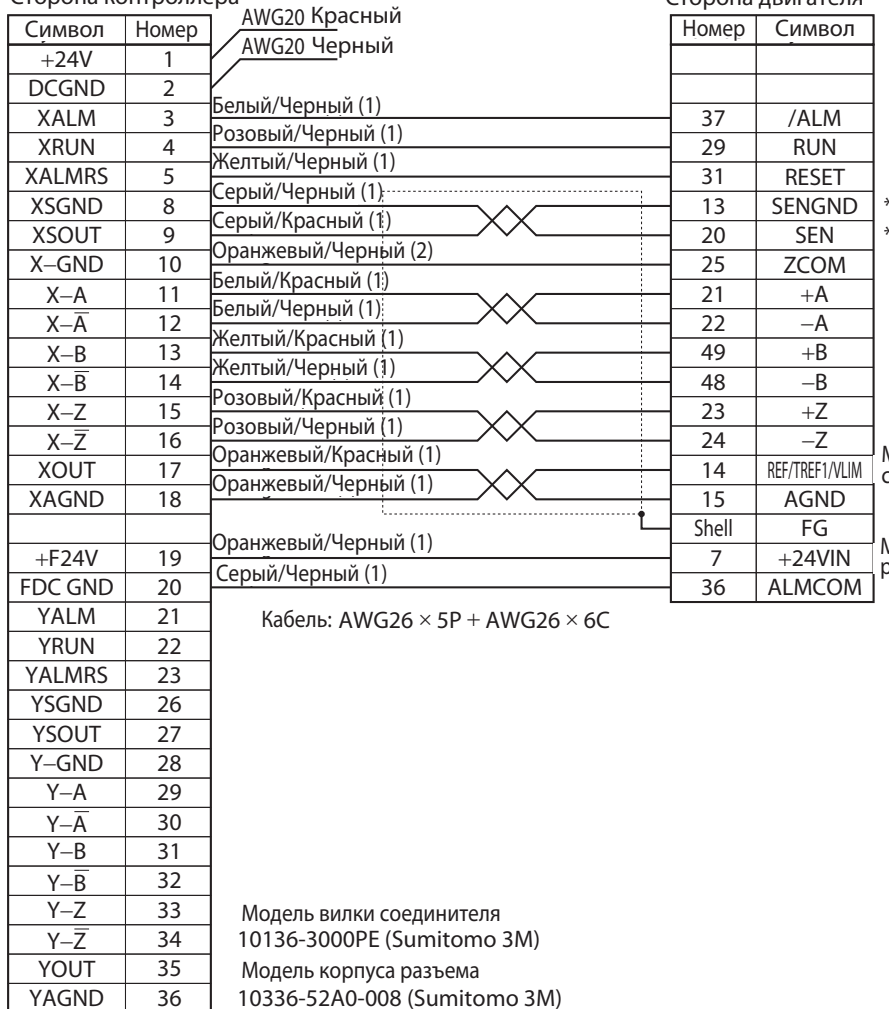 Сторона контроллера
Сторона двигателя
Символ Номер AWG20 Красный Номер Символ
+24V 1 AWG20 Черный
DCGND 2
XALM 3 Белый/Черный (1) 37 /ALM
XRUN 4 Розовый/Черный (1) 29 RUN
XALMRS 5 Желтый/Черный (1) 31 RESET
XSGND 8 Серый/Черный (1) 13 SENGND *
XSOUT 9 Серый/Красный (1) 20 SEN *
X–GND 10 Оранжевый/Черный (2) 25 ZCOM
X–A 11 Белый/Красный (1) 21 +A
X–A̅ 12 Белый/Черный (1) 22 –A
X–B 13 Желтый/Красный (1) 49 +B
X–B̅ 14 Желтый/Черный (1) 48 –B
X–Z 15 Розовый/Красный (1) 23 +Z
X–Z̅ 16 Розовый/Черный (1) 24 –Z
XOUT 17 Оранжевый/Красный (1) 14 REF/TREF1/VLIM
XAGND 18 Оранжевый/Черный (1) 15 AGND
Shell FG
+F24V 19 Оранжевый/Черный (1) 7 +24VIN
FDC GND 20 Серый/Черный (1) 36 ALMCOM
YALM 21 Кабель: AWG26 × 5P + AWG26 × 6C
YRUN 22
YALMRS 23
YSGND 26
YSOUT 27
Y–GND 28
Y–A 29
Y–A̅ 30
Y–B 31
Y–B̅ 32
Y–Z 33 Модель вилки соединителя
Y–Z̅ 34 10136-3000PE (Sumitomo 3M)
YOUT 35 Модель корпуса разъема
YAGND 36 10336-52A0-008 (Sumitomo 3M)